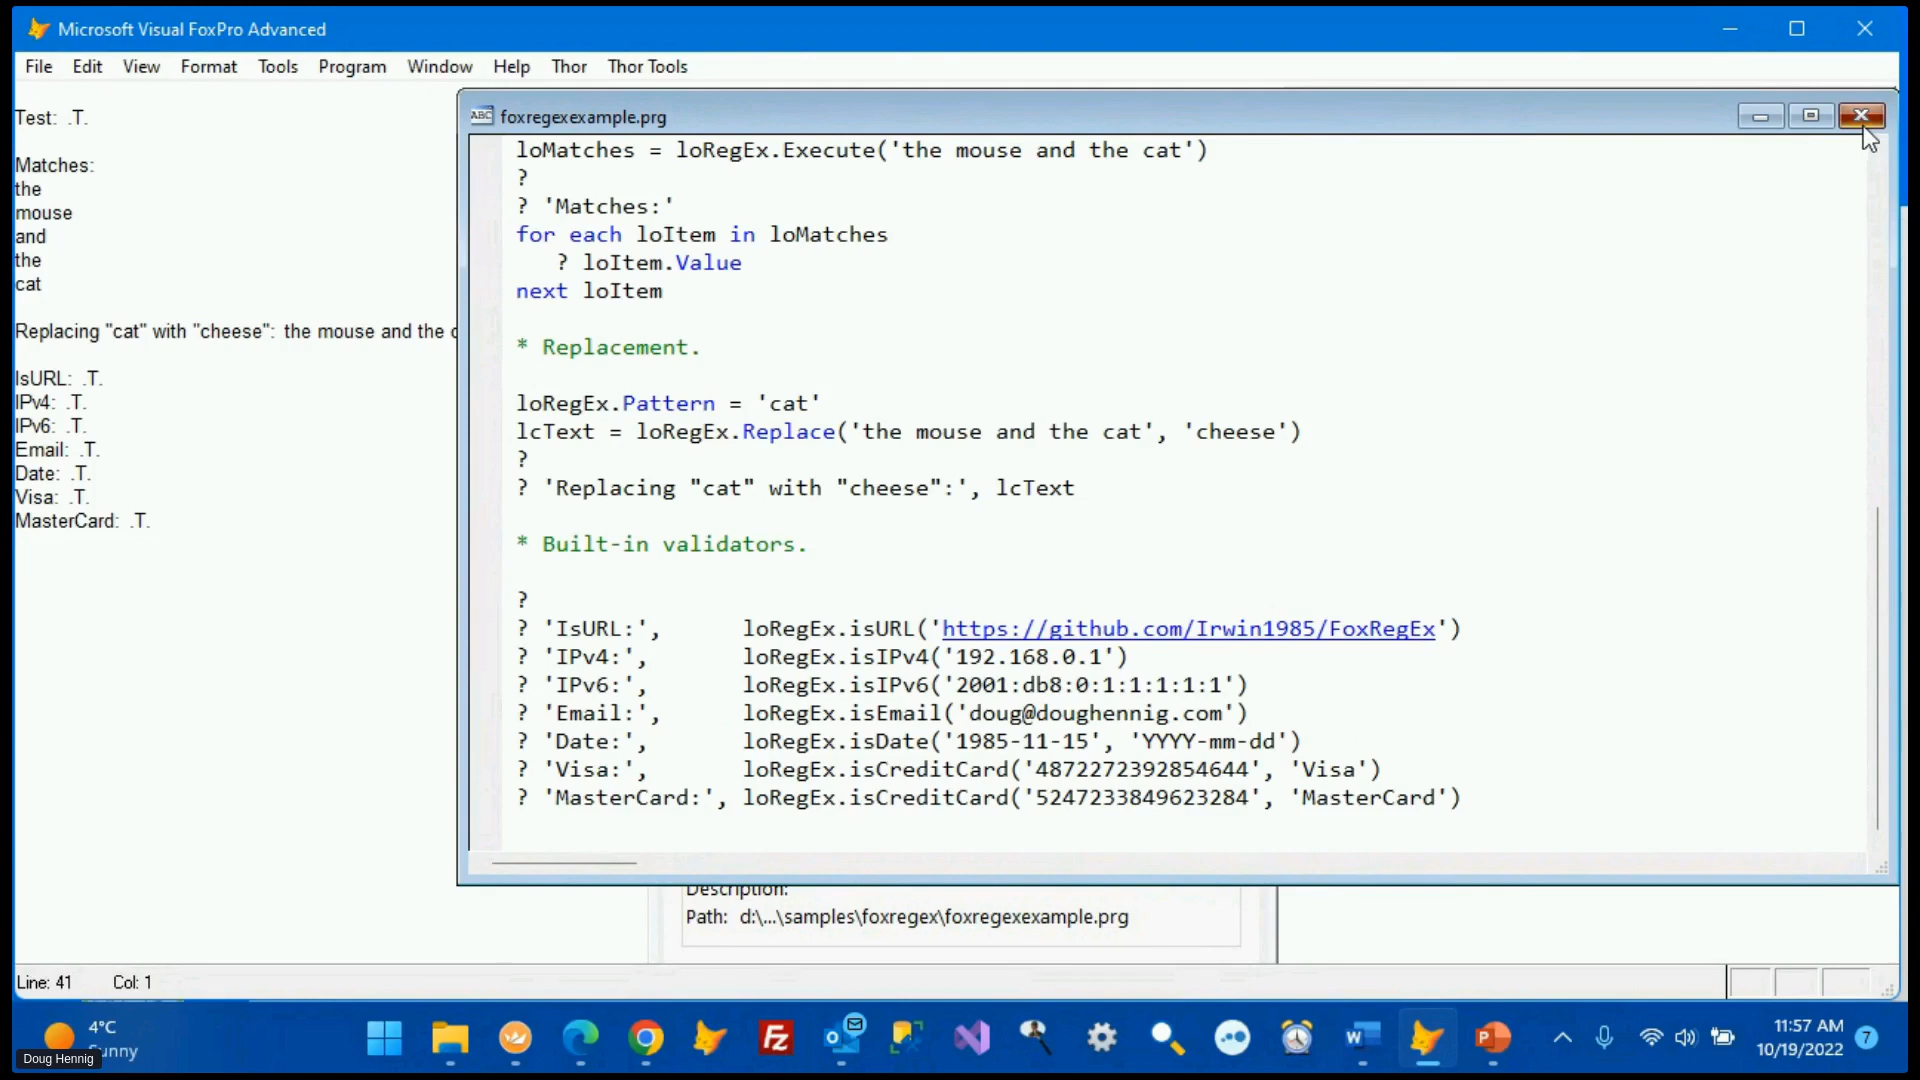 Microsoft Visual FoxPro Advanced
File Edit View Format Tools Program Window Help Thor Thor Tools
Test: .T.
Matches:
the
mouse
and
the
cat
Replacing "cat" with "cheese": the mouse and the c
IsURL: .T.
IPv4: .T.
IPv6: .T.
Email: .T.
Date: .T.
Visa: .T.
MasterCard: .T.
ABC foxregexexample.prg
loMatches = loRegEx.Execute('the mouse and the cat')
?
? 'Matches:'
for each loItem in loMatches
? loItem.Value
next loItem
* Replacement.
loRegEx.Pattern = 'cat'
lcText = loRegEx.Replace('the mouse and the cat', 'cheese')
?
? 'Replacing "cat" with "cheese":', lcText
* Built-in validators.
?
? 'IsURL:', loRegEx.isURL('https://github.com/Irwin1985/FoxRegEx')
? 'IPv4:', loRegEx.isIPv4('192.168.0.1')
? 'IPv6:', loRegEx.isIPv6('2001:db8:0:1:1:1:1:1')
? 'Email:', loRegEx.isEmail('doug@doughennig.com')
? 'Date:', loRegEx.isDate('1985-11-15', 'YYYY-mm-dd')
? 'Visa:', loRegEx.isCreditCard('4872272392854644', 'Visa')
? 'MasterCard:', loRegEx.isCreditCard('5247233849623284', 'MasterCard')
Description:
Path: d:\...\samples\foxregex\foxregexexample.prg
Line: 41 Col: 1
4°C
Sunny
Doug Hennig
11:57 AM
10/19/2022
7